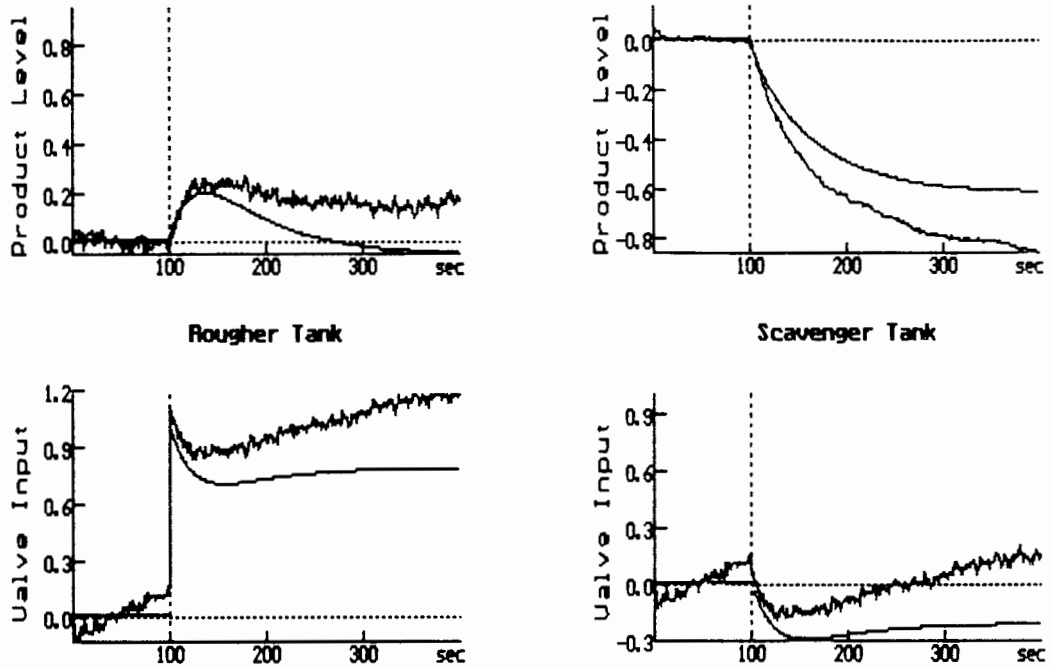 Product Level
0.8
0.6
0.4
0.2
0.0
100 200 300 sec
Product Level
0.0
-0.2
-0.4
-0.6
-0.8
100 200 300 sec
Rougher Tank
Scavenger Tank
Valve Input
1.2
0.9
0.6
0.3
0.0
100 200 300 sec
Valve Input
0.9
0.6
0.3
0.0
-0.3
100 200 300 sec